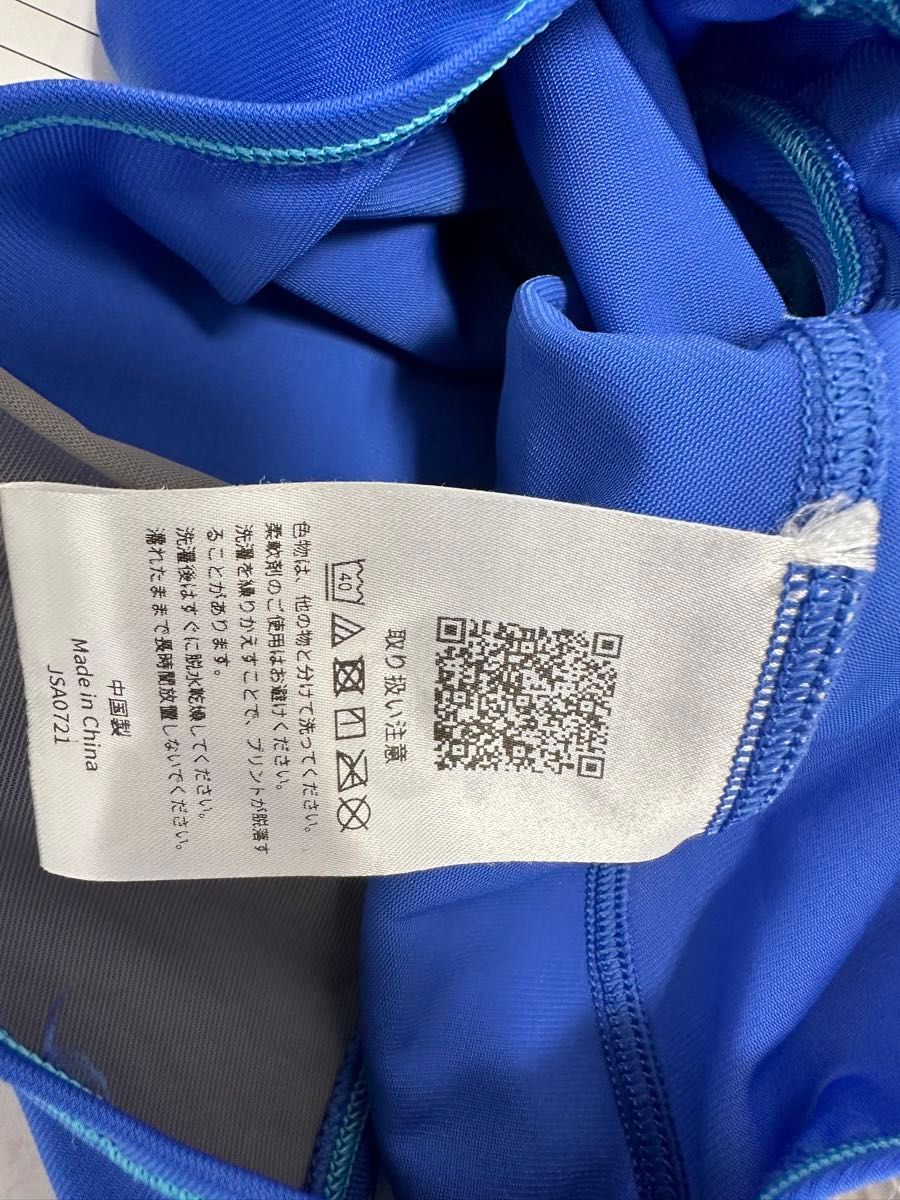 取り扱い注意
40
色物は、他の物と分けて洗ってください。
柔軟剤のご使用はお避けください。
洗濯を繰りかえすことで、プリントが脱落す
ることがあります。
洗濯後はすぐに脱水乾燥してください。
濡れたままで長時間放置しないでください。
中国製
Made in China
JSA0721